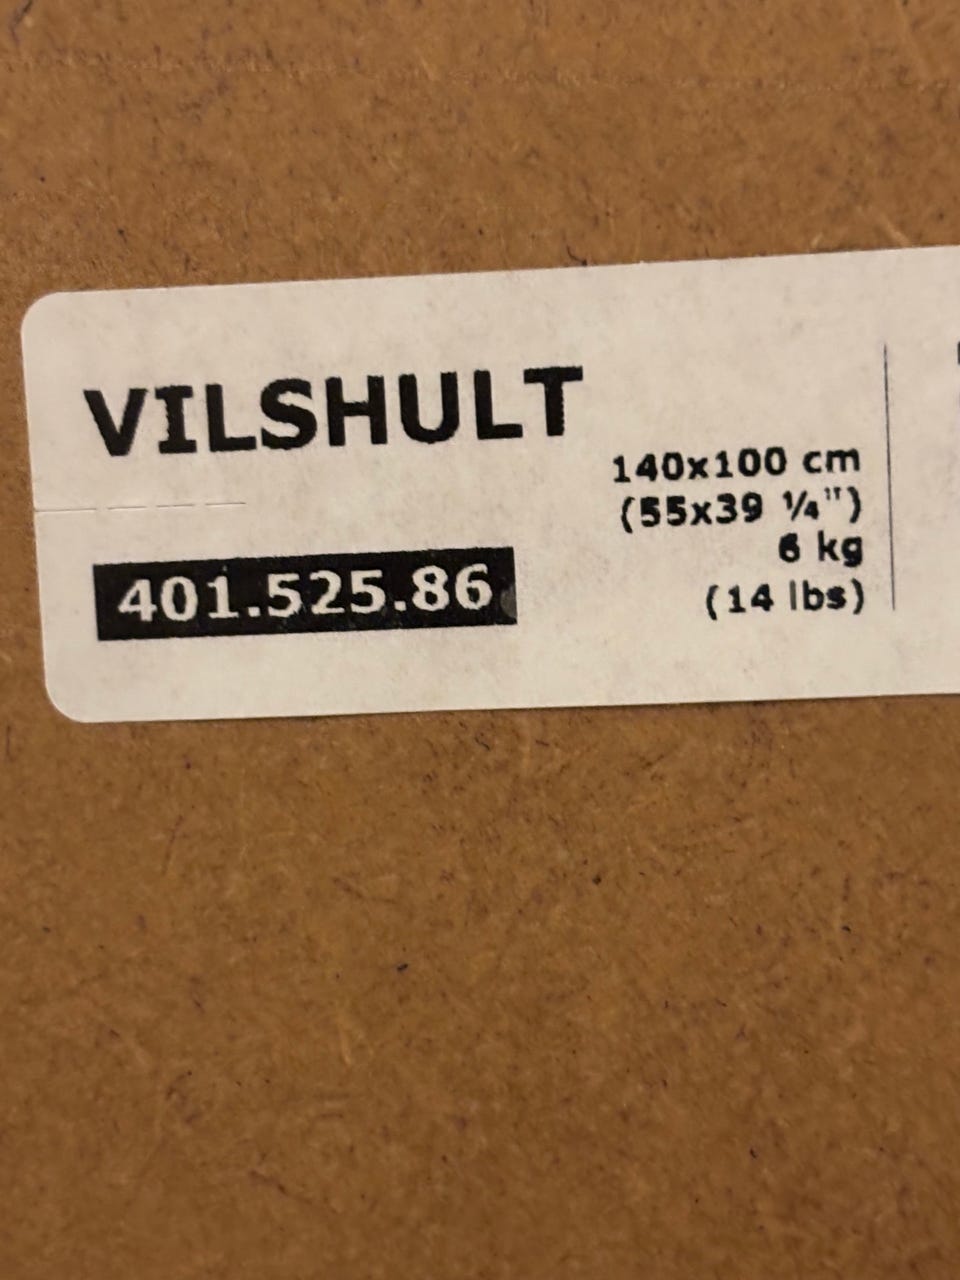 VILSHULT
140x100 cm
(55x39 ¼")
6 kg
(14 lbs)
401.525.86